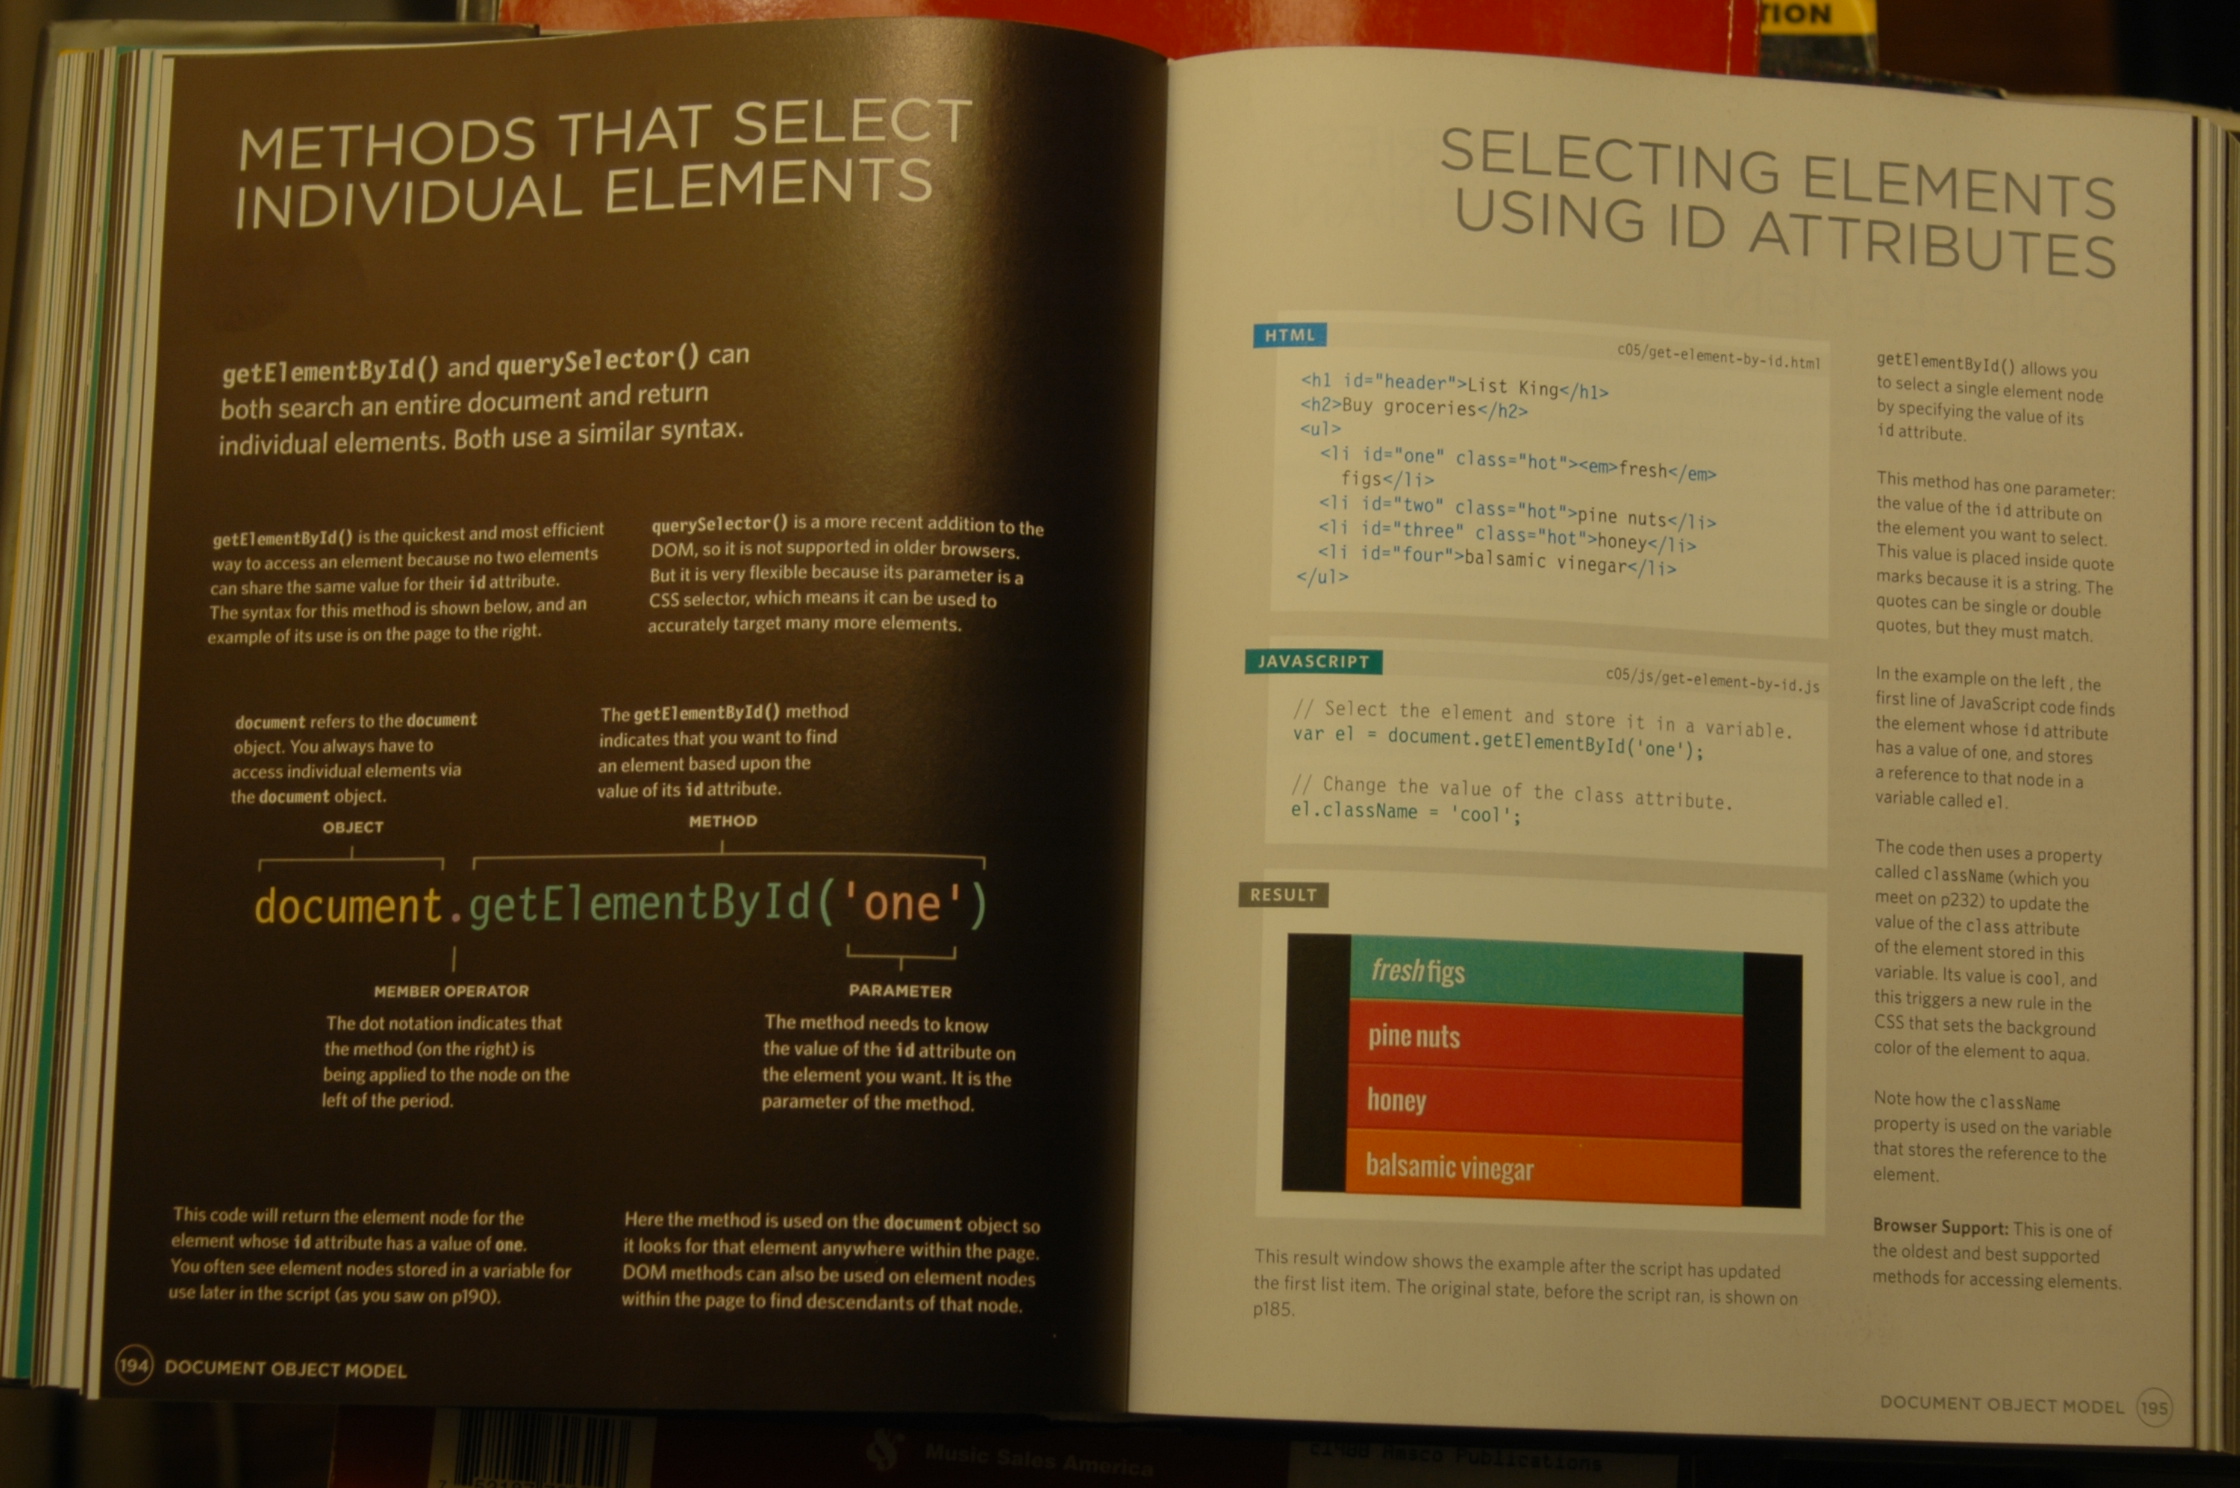 TION
METHODS THAT SELECT
INDIVIDUAL ELEMENTS
getElementById() and querySelector() can
both search an entire document and return
individual elements. Both use a similar syntax.
getElementById() is the quickest and most efficient
way to access an element because no two elements
can share the same value for their id attribute.
The syntax for this method is shown below, and an
example of its use is on the page to the right.
querySelector() is a more recent addition to the
DOM, so it is not supported in older browsers.
But it is very flexible because its parameter is a
CSS selector, which means it can be used to
accurately target many more elements.
document refers to the document
object. You always have to
access individual elements via
the document object.
The getElementById() method
indicates that you want to find
an element based upon the
value of its id attribute.
OBJECT
METHOD
document.getElementById('one')
MEMBER OPERATOR
The dot notation indicates that
the method (on the right) is
being applied to the node on the
left of the period.
PARAMETER
The method needs to know
the value of the id attribute on
the element you want. It is the
parameter of the method.
This code will return the element node for the
element whose id attribute has a value of one.
You often see element nodes stored in a variable for
use later in the script (as you saw on p190).
Here the method is used on the document object so
it looks for that element anywhere within the page.
DOM methods can also be used on element nodes
within the page to find descendants of that node.
194 DOCUMENT OBJECT MODEL
SELECTING ELEMENTS
USING ID ATTRIBUTES
HTML
c05/get-element-by-id.html
<h1 id="header">List King</h1>
<h2>Buy groceries</h2>
<ul>
<li id="one" class="hot"><em>fresh</em>
figs</li>
<li id="two" class="hot">pine nuts</li>
<li id="three" class="hot">honey</li>
<li id="four">balsamic vinegar</li>
</ul>
JAVASCRIPT
c05/js/get-element-by-id.js
// Select the element and store it in a variable.
var el = document.getElementById('one');
// Change the value of the class attribute.
el.className = 'cool';
RESULT
fresh figs
pine nuts
honey
balsamic vinegar
This result window shows the example after the script has updated
the first list item. The original state, before the script ran, is shown on
p185.
getElementById() allows you
to select a single element node
by specifying the value of its
id attribute.
This method has one parameter:
the value of the id attribute on
the element you want to select.
This value is placed inside quote
marks because it is a string. The
quotes can be single or double
quotes, but they must match.
In the example on the left , the
first line of JavaScript code finds
the element whose id attribute
has a value of one, and stores
a reference to that node in a
variable called el.
The code then uses a property
called className (which you
meet on p232) to update the
value of the class attribute
of the element stored in this
variable. Its value is cool, and
this triggers a new rule in the
CSS that sets the background
color of the element to aqua.
Note how the className
property is used on the variable
that stores the reference to the
element.
Browser Support: This is one of
the oldest and best supported
methods for accessing elements.
DOCUMENT OBJECT MODEL 195
Music Sales America
Publications